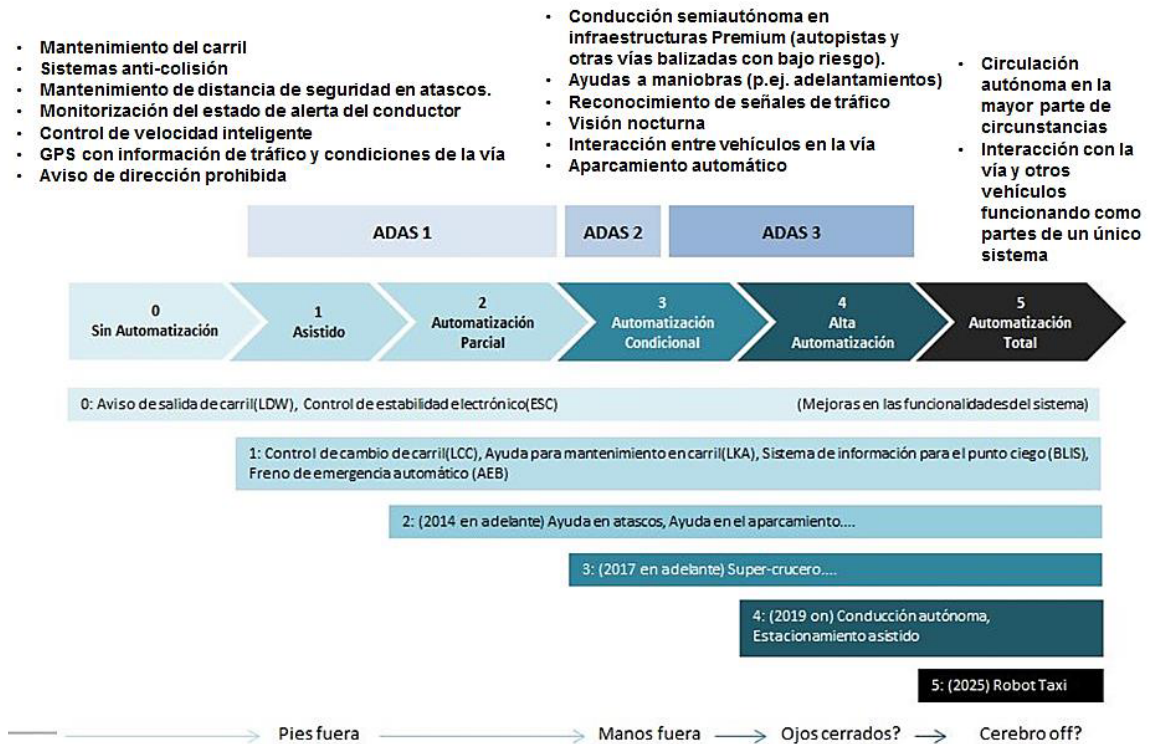 • Mantenimiento del carril
• Sistemas anti-colisión
• Mantenimiento de distancia de seguridad en atascos.
• Monitorización del estado de alerta del conductor
• Control de velocidad inteligente
• GPS con información de tráfico y condiciones de la vía
• Aviso de dirección prohibida
• Conducción semiautónoma en
infraestructuras Premium (autopistas y
otras vías balizadas con bajo riesgo).
• Ayudas a maniobras (p.ej. adelantamientos)
• Reconocimiento de señales de tráfico
• Visión nocturna
• Interacción entre vehículos en la vía
• Aparcamiento automático
• Circulación
autónoma en la
mayor parte de
circunstancias
• Interacción con la
vía y otros
vehículos
funcionando como
partes de un único
sistema
ADAS 1
ADAS 2
ADAS 3
0
Sin Automatización
1
Asistido
2
Automatización
Parcial
3
Automatización
Condicional
4
Alta
Automatización
5
Automatización
Total
0: Aviso de salida de carril(LDW), Control de estabilidad electrónico(ESC)
(Mejoras en las funcionalidades del sistema)
1: Control de cambio de carril(LCC), Ayuda para mantenimiento en carril(LKA), Sistema de información para el punto ciego (BLIS),
Freno de emergencia automático (AEB)
2: (2014 en adelante) Ayuda en atascos, Ayuda en el aparcamiento....
3: (2017 en adelante) Super-crucero....
4: (2019 on) Conducción autónoma,
Estacionamiento asistido
5: (2025) Robot Taxi
Pies fuera
Manos fuera
Ojos cerrados?
Cerebro off?